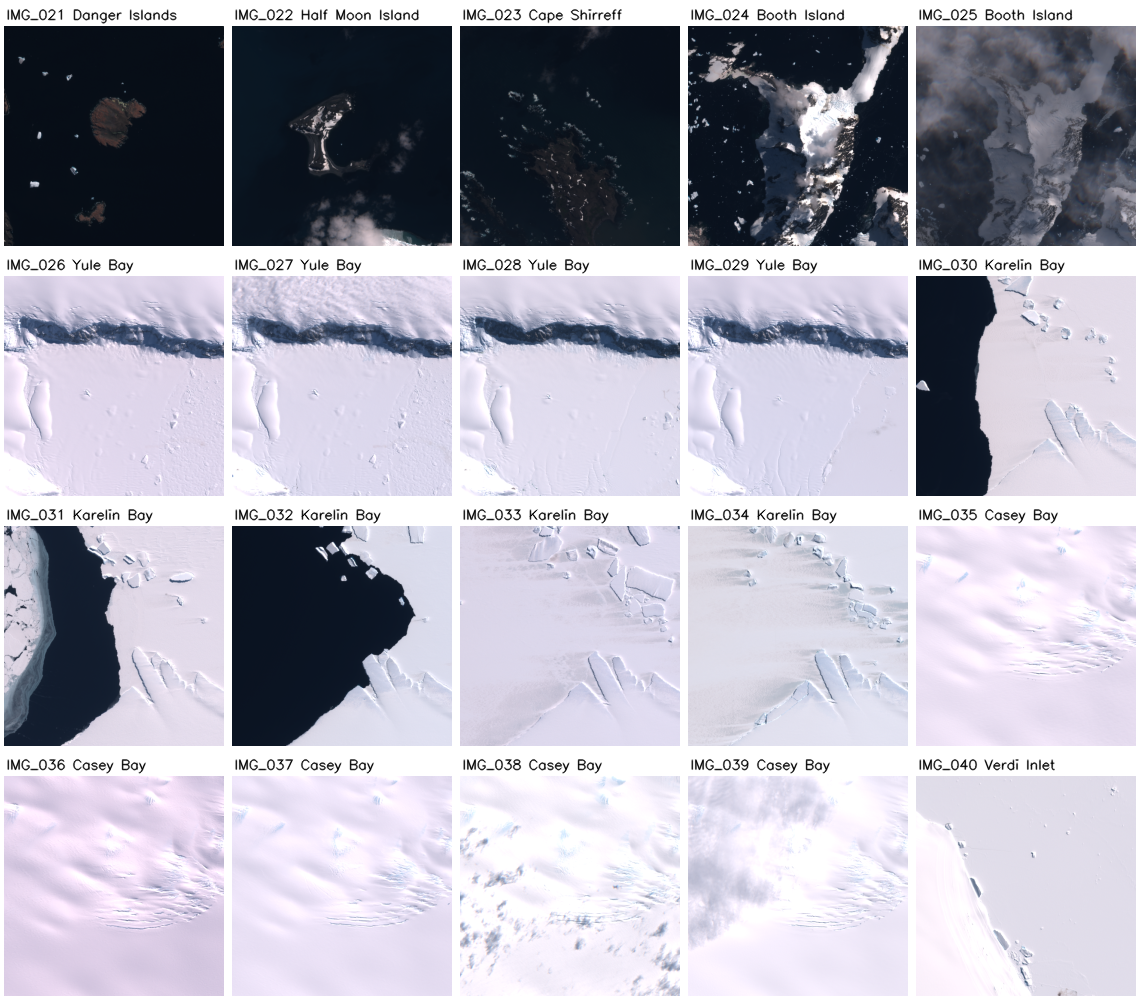 IMG_021 Danger Islands
IMG_022 Half Moon Island
IMG_023 Cape Shirreff
IMG_024 Booth Island
IMG_025 Booth Island
IMG_026 Yule Bay
IMG_027 Yule Bay
IMG_028 Yule Bay
IMG_029 Yule Bay
IMG_030 Karelin Bay
IMG_031 Karelin Bay
IMG_032 Karelin Bay
IMG_033 Karelin Bay
IMG_034 Karelin Bay
IMG_035 Casey Bay
IMG_036 Casey Bay
IMG_037 Casey Bay
IMG_038 Casey Bay
IMG_039 Casey Bay
IMG_040 Verdi Inlet